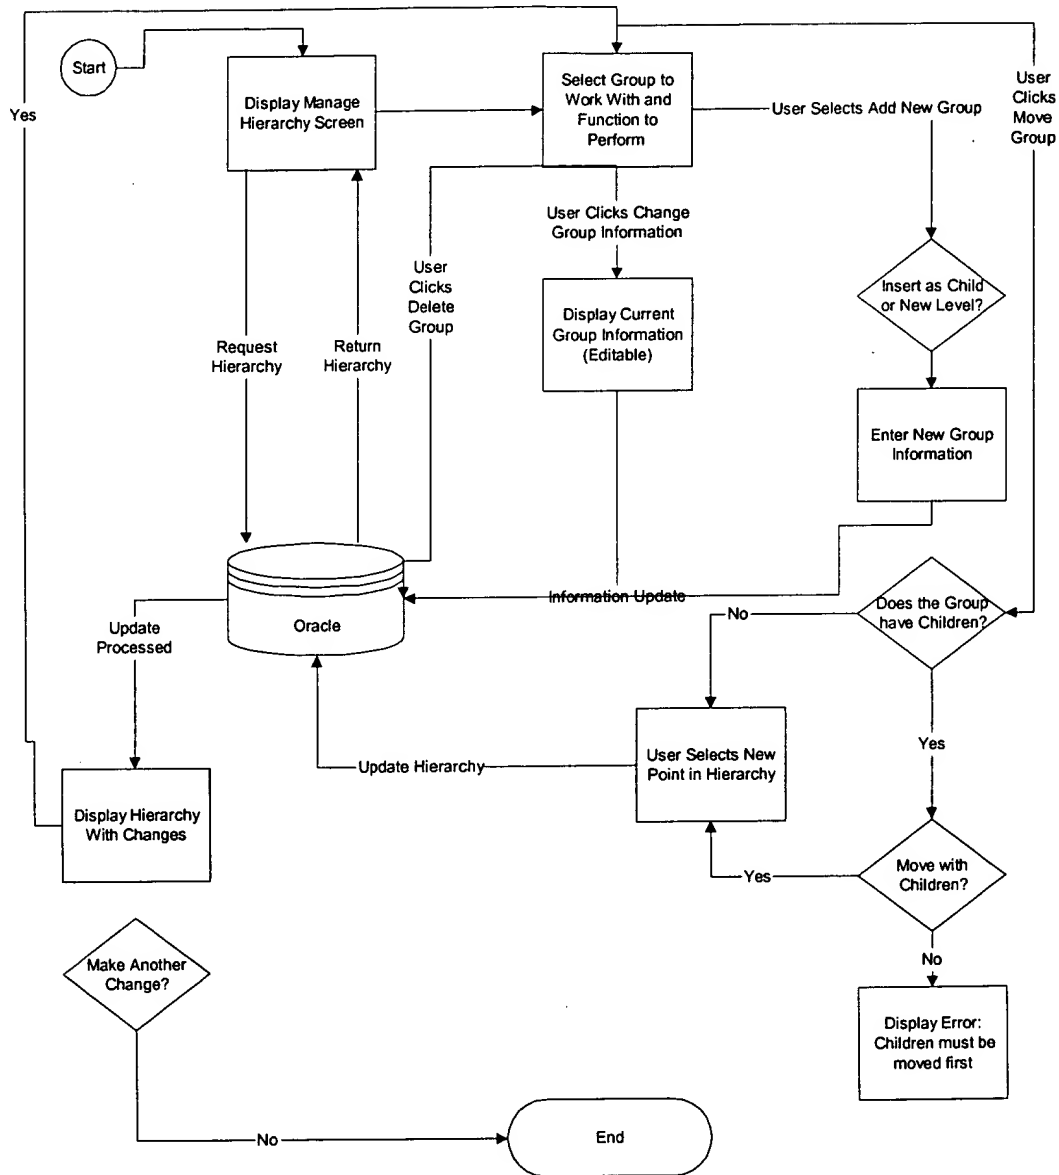 Start
Display Manage
Hierarchy Screen
Select Group to
Work With and
Function to
Perform
User Selects Add New Group
User
Clicks
Move
Group
Yes
User Clicks Change
Group Information
User
Clicks
Delete
Group
Insert as Child
or New Level?
Display Current
Group Information
(Editable)
Request
Hierarchy
Return
Hierarchy
Enter New Group
Information
Information Update
Oracle
Does the Group
have Children?
No
Update
Processed
Yes
User Selects New
Point in Hierarchy
Update Hierarchy
Display Hierarchy
With Changes
Move with
Children?
Yes
No
Make Another
Change?
Display Error:
Children must be
moved first
No
End